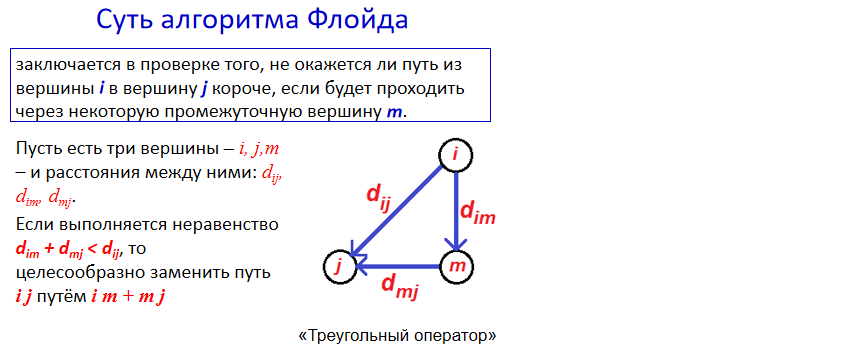 Суть алгоритма Флойда
заключается в проверке того, не окажется ли путь из
вершины i в вершину j короче, если будет проходить
через некоторую промежуточную вершину m.
Пусть есть три вершины – i, j,m
– и расстояния между ними: dij,
dim, dmj.
Если выполняется неравенство
dim + dmj < dij, то
целесообразно заменить путь
i j путём i m + m j
i
dij
dim
j
m
dmj
«Треугольный оператор»